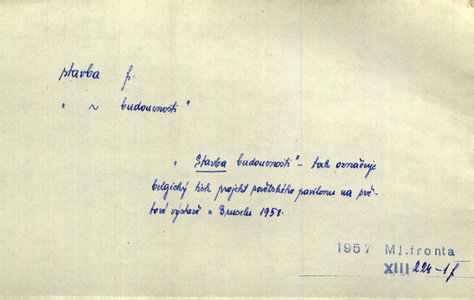 stavba f.
„ ~ budoucnosti"
„Stavba budoucnosti" – tak označuje
belgický tisk projekt sovětského pavilonu na svě-
tové výstavě v Bruselu 1958.
1957 Ml.fronta
XIII 224-1f